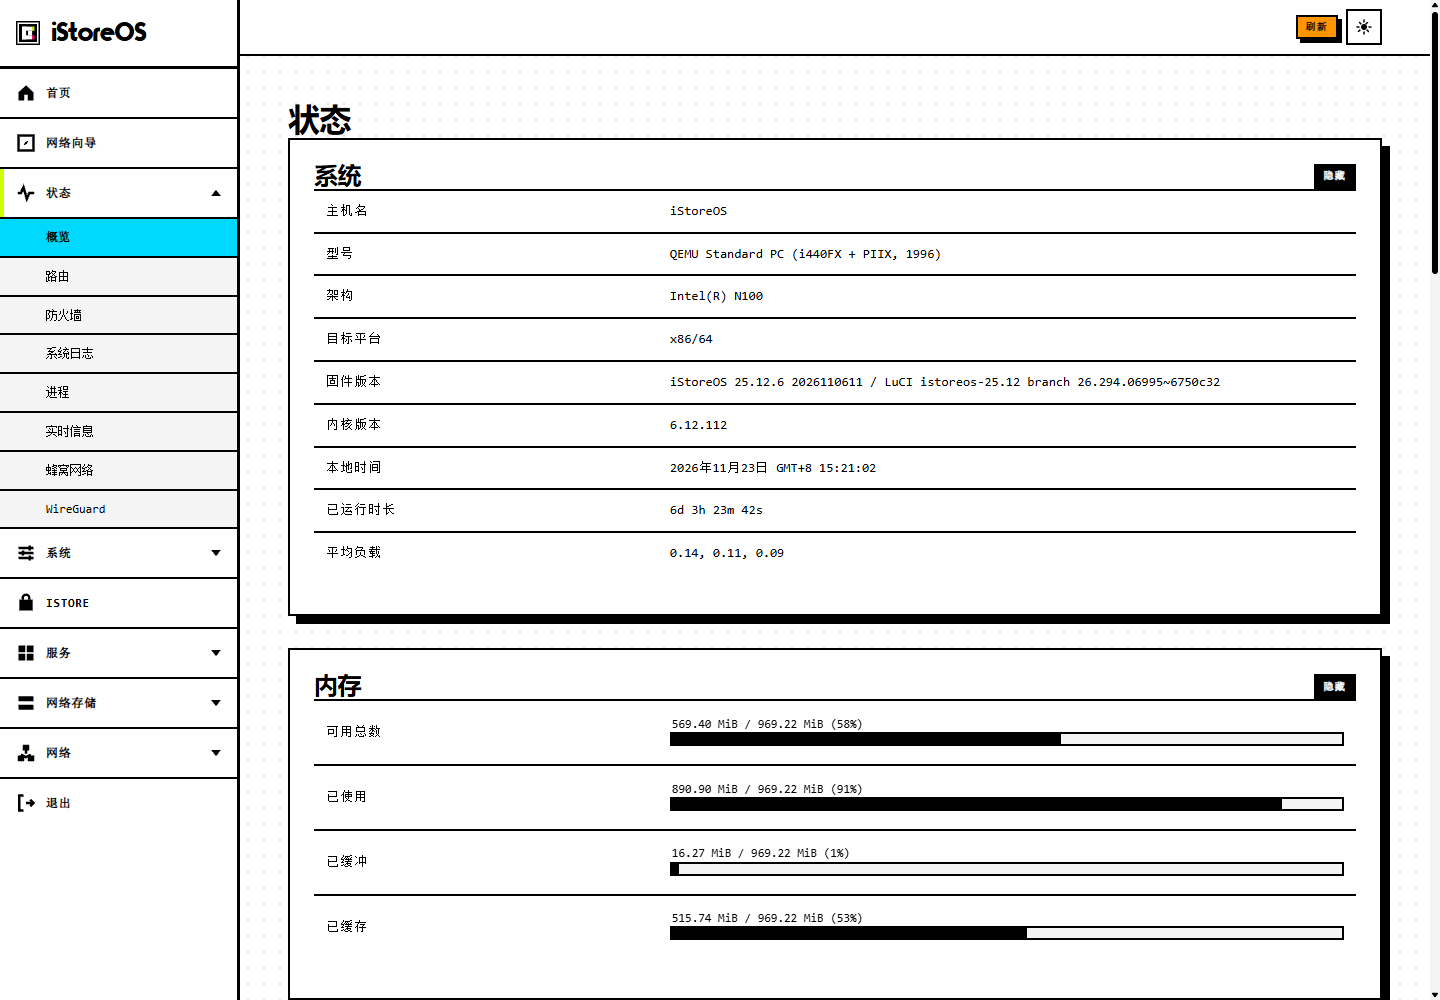 iStoreOS
刷新
首页
网络向导
状态
概览
路由
防火墙
系统日志
进程
实时信息
蜂窝网络
WireGuard
系统
ISTORE
服务
网络存储
网络
退出
状态
系统
隐藏
主机名 iStoreOS
型号 QEMU Standard PC (i440FX + PIIX, 1996)
架构 Intel(R) N100
目标平台 x86/64
固件版本 iStoreOS 25.12.6 2026110611 / LuCI istoreos-25.12 branch 26.294.06995~6750c32
内核版本 6.12.112
本地时间 2026年11月23日 GMT+8 15:21:02
已运行时长 6d 3h 23m 42s
平均负载 0.14, 0.11, 0.09
内存
隐藏
可用总数 569.40 MiB / 969.22 MiB (58%)
已使用 890.90 MiB / 969.22 MiB (91%)
已缓冲 16.27 MiB / 969.22 MiB (1%)
已缓存 515.74 MiB / 969.22 MiB (53%)